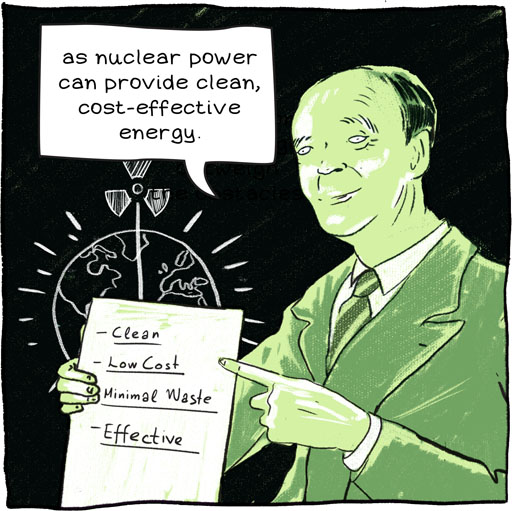 as nuclear power
can provide clean,
cost-effective
energy.
- Clean
- Low Cost
- Minimal Waste
- Effective